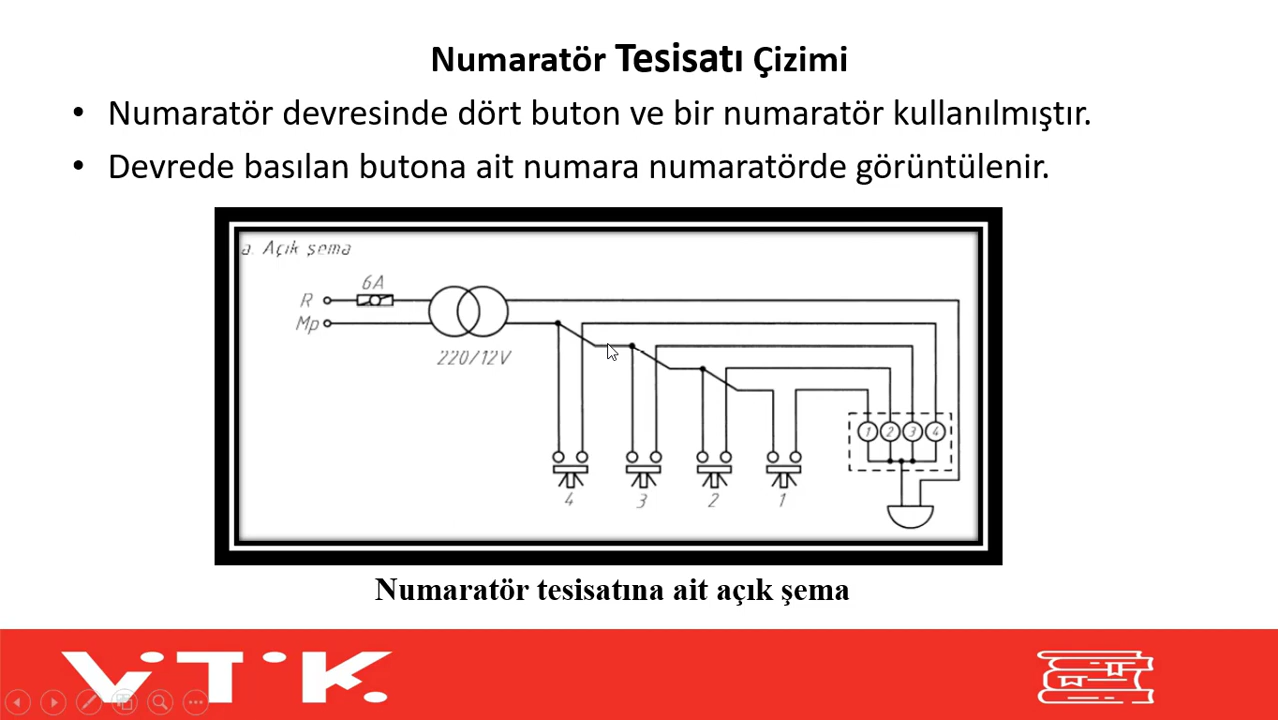 Numaratör Tesisatı Çizimi
• Numaratör devresinde dört buton ve bir numaratör kullanılmıştır.
• Devrede basılan butona ait numara numaratörde görüntülenir.
a. Açık şema
6A
R
Mp
220/12V
1 2 3 4
4 3 2 1
Numaratör tesisatına ait açık şema
VTK.